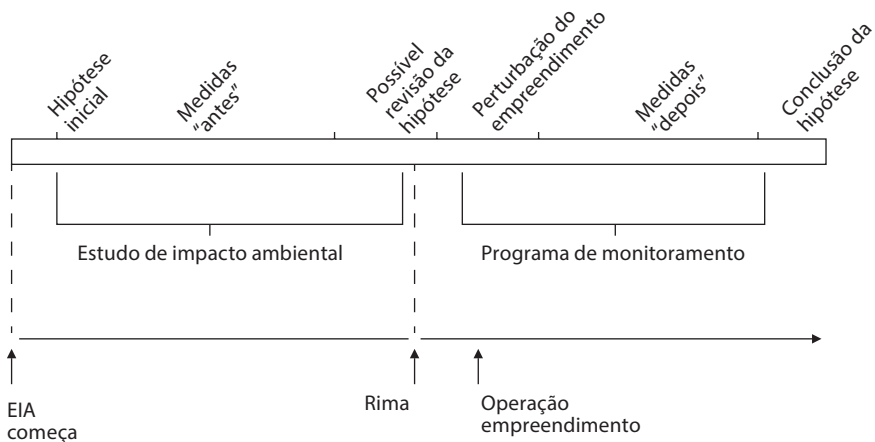 Hipótese
inicial
Medidas
“antes”
Possível
revisão da
hipótese
Perturbação do
empreendimento
Medidas
“depois”
Conclusão da
hipótese
Estudo de impacto ambiental
Programa de monitoramento
EIA
começa
Rima
Operação
empreendimento